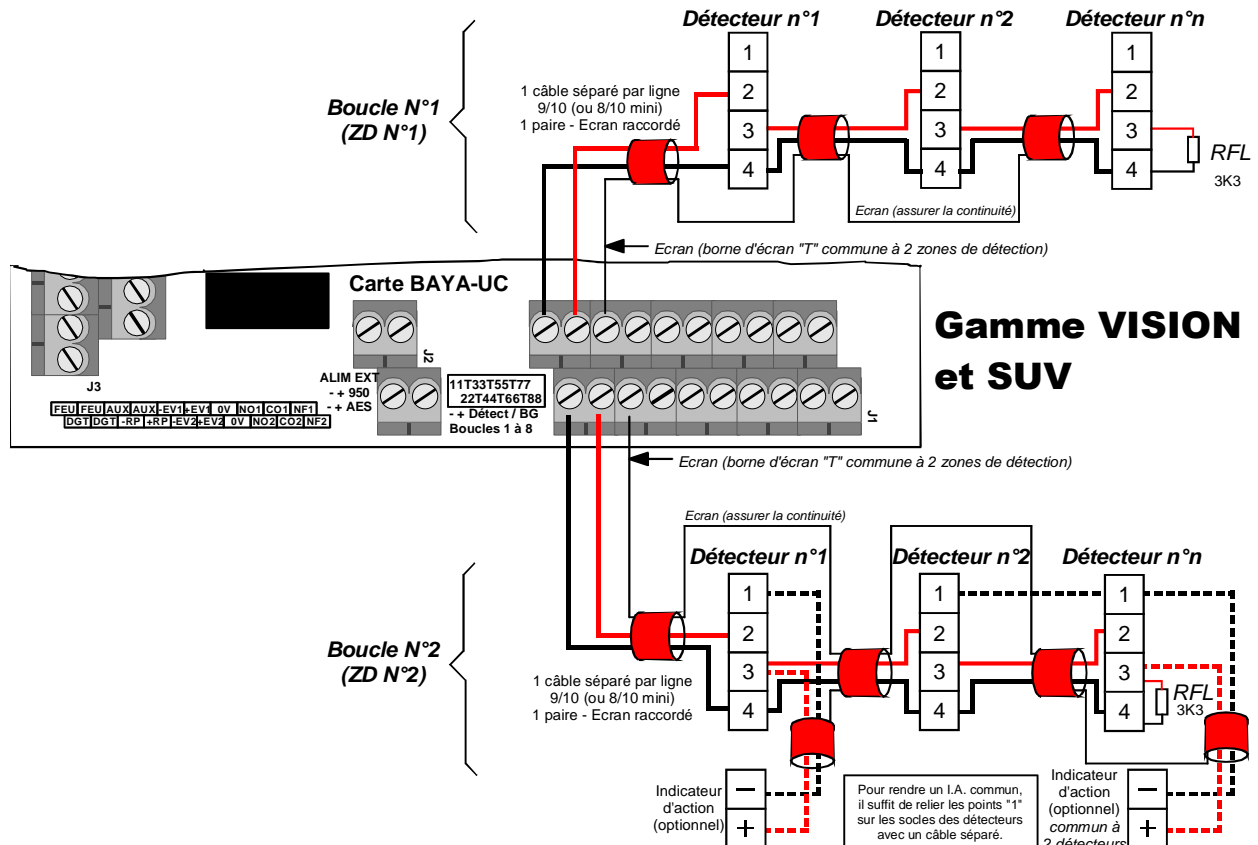 Détecteur n°1
Détecteur n°2
Détecteur n°n
1
2
3
4
1
2
3
4
1
2
3
4
Boucle N°1
(ZD N°1)
1 câble séparé par ligne
9/10 (ou 8/10 mini)
1 paire - Ecran raccordé
RFL
3K3
Ecran (assurer la continuité)
Ecran (borne d'écran "T" commune à 2 zones de détection)
Carte BAYA-UC
Gamme VISION
et SUV
J2
J3
ALIM EXT
- + 950
- + AES
11T33T55T77
22T44T66T88
- + Détect / BG
Boucles 1 à 8
J1
FEU FEU AUX AUX -EV1 +EV1 0V NO1 CO1 NF1
DGT DGT -RP +RP -EV2 +EV2 0V NO2 CO2 NF2
Ecran (borne d'écran "T" commune à 2 zones de détection)
Ecran (assurer la continuité)
Détecteur n°1
Détecteur n°2
Détecteur n°n
1
2
3
4
1
2
3
4
1
2
3
4
Boucle N°2
(ZD N°2)
1 câble séparé par ligne
9/10 (ou 8/10 mini)
1 paire - Ecran raccordé
RFL
3K3
Indicateur
d'action
(optionnel)
−
+
Pour rendre un I.A. commun,
il suffit de relier les points "1"
sur les socles des détecteurs
avec un câble séparé.
Indicateur
d'action
(optionnel)
commun à
2 détecteurs
−
+